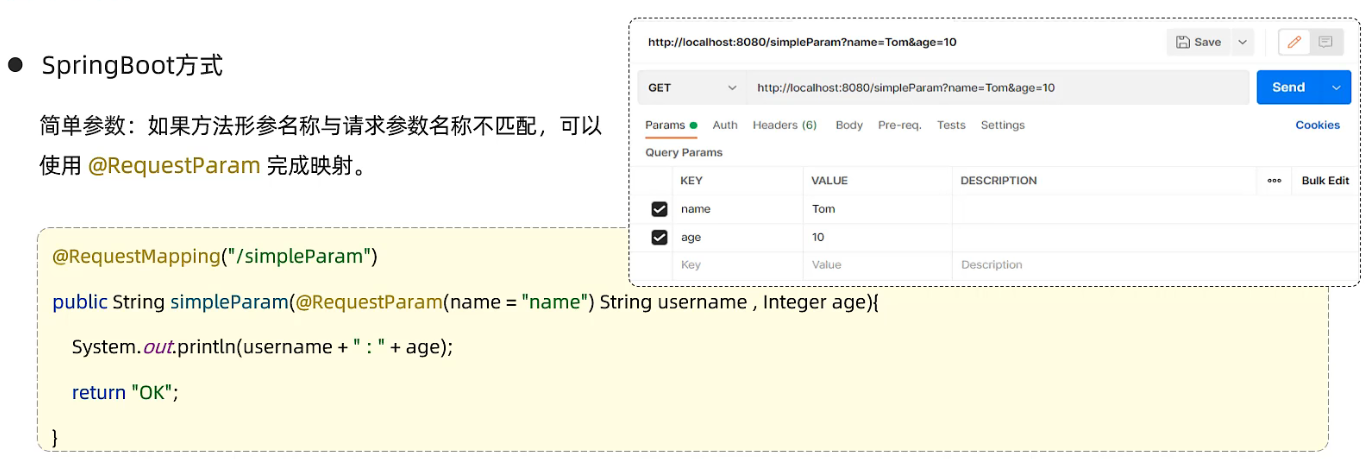 SpringBoot方式
简单参数：如果方法形参名称与请求参数名称不匹配，可以
使用 @RequestParam 完成映射。
http://localhost:8080/simpleParam?name=Tom&age=10
Save
GET
http://localhost:8080/simpleParam?name=Tom&age=10
Send
Params Auth Headers (6) Body Pre-req. Tests Settings Cookies
Query Params
KEY VALUE DESCRIPTION Bulk Edit
name Tom
age 10
Key Value Description
@RequestMapping("/simpleParam")
public String simpleParam(@RequestParam(name = "name") String username , Integer age){
System.out.println(username + " : " + age);
return "OK";
}